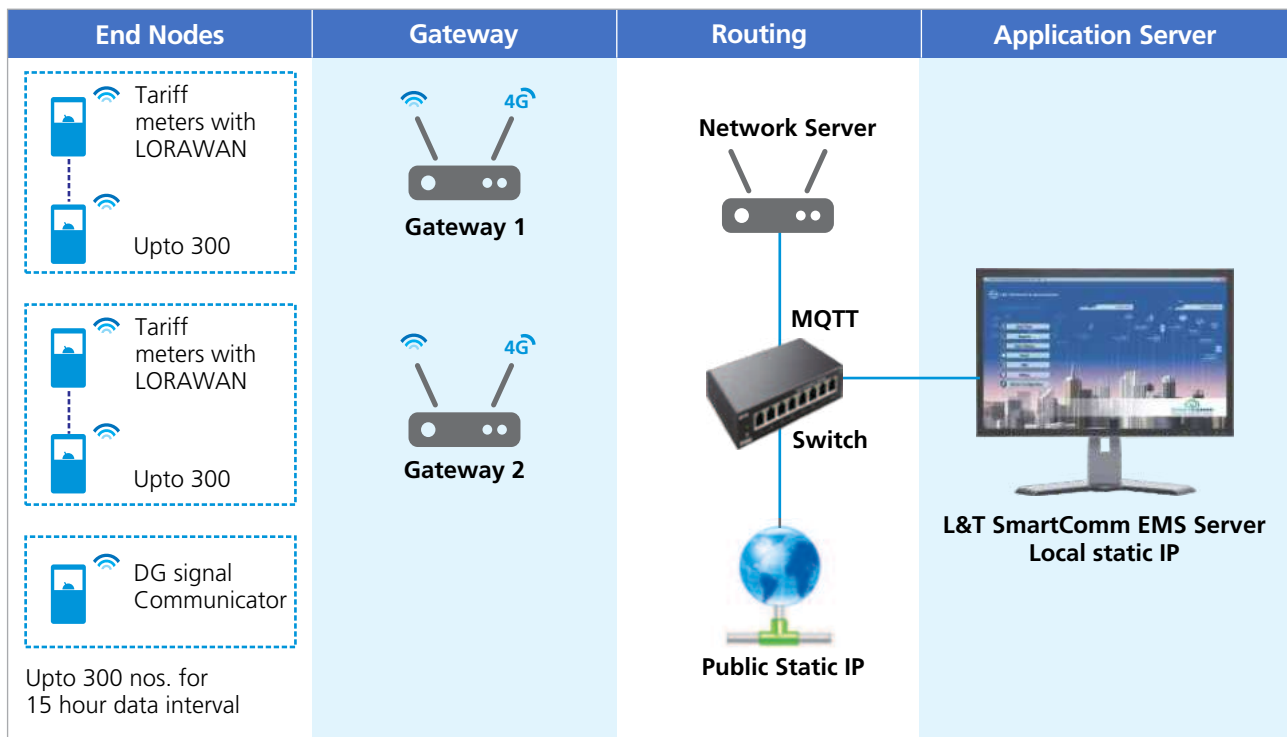 End Nodes
Gateway
Routing
Application Server
Tariff
meters with
LORAWAN
Upto 300
Tariff
meters with
LORAWAN
Upto 300
DG signal
Communicator
Upto 300 nos. for
15 hour data interval
4G
Gateway 1
4G
Gateway 2
Network Server
MQTT
Switch
Public Static IP
L&T SmartComm EMS Server
Local static IP